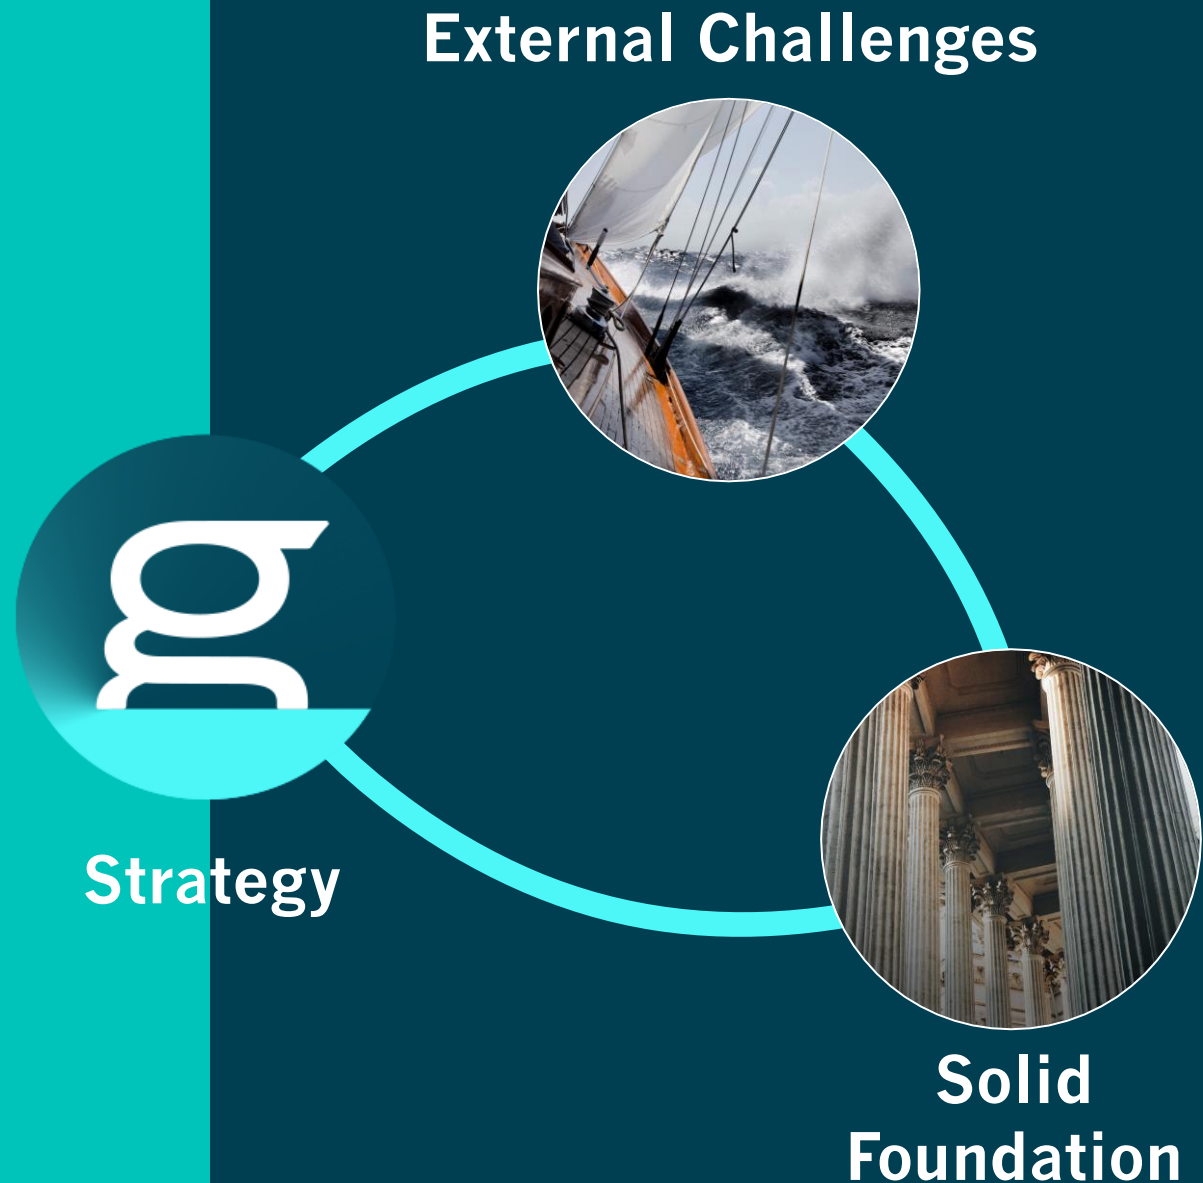 External Challenges
g
Strategy
Solid
Foundation